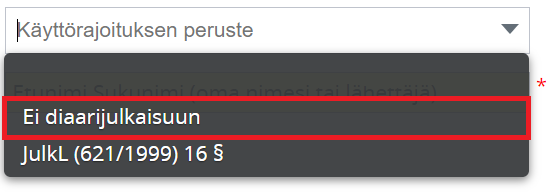 Käyttörajoituksen peruste
Etunimi Sukunimi (oma nimesi tai lähettäjä)
*
Ei diaarijulkaisuun
JulkL (621/1999) 16 §